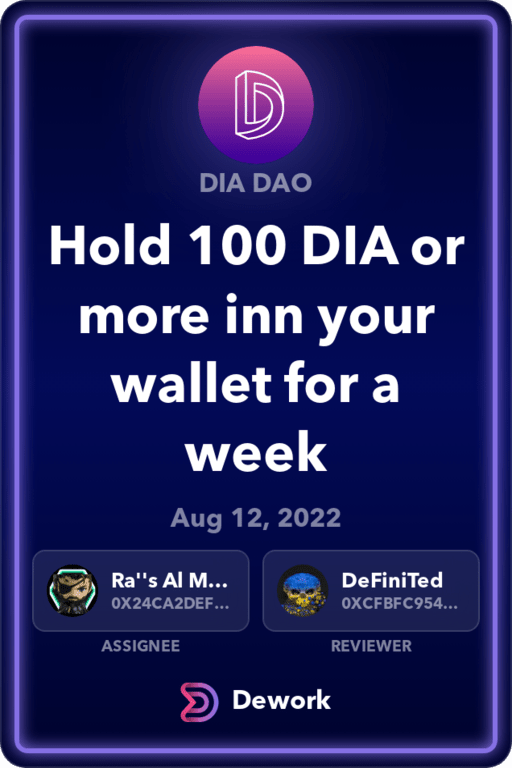 DIA DAO
Hold 100 DIA or
more inn your
wallet for a
week
Aug 12, 2022
Ra''s Al M...
0X24CA2DEF...
ASSIGNEE
DeFiniTed
0XCFBFC954...
REVIEWER
Dework